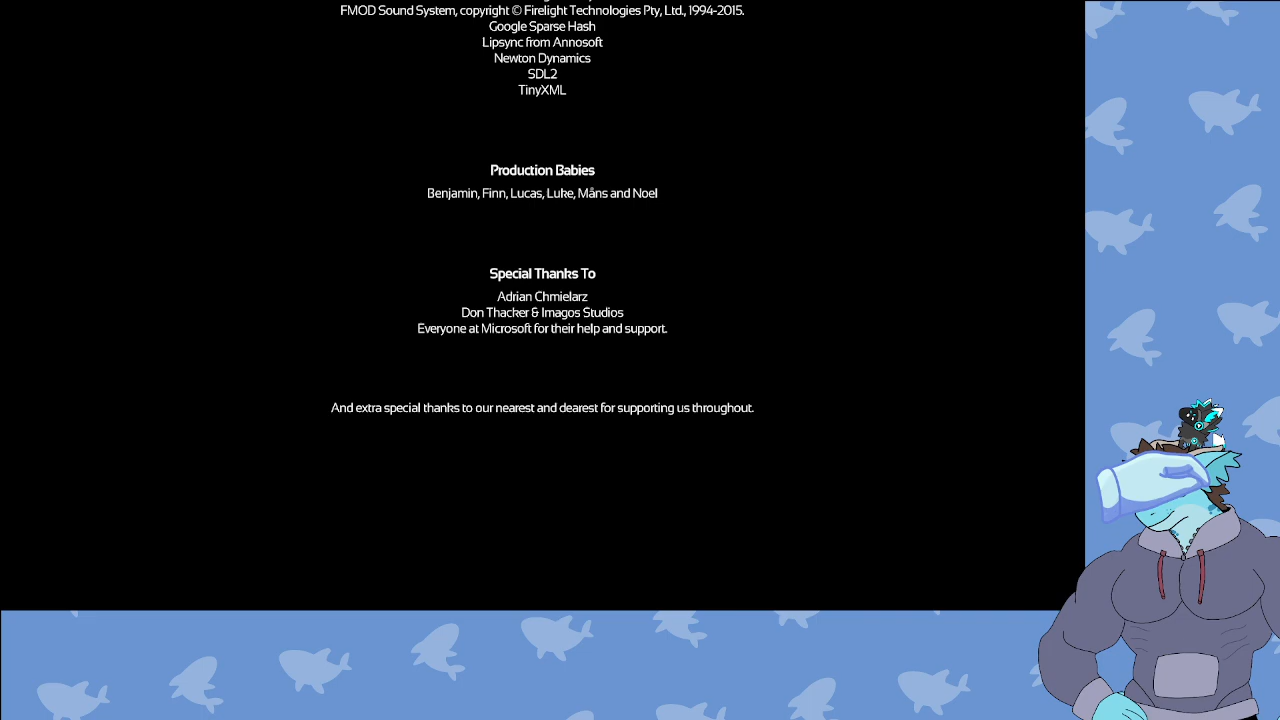 FMOD Sound System, copyright © Firelight Technologies Pty, Ltd., 1994-2015.
Google Sparse Hash
Lipsync from Annosoft
Newton Dynamics
SDL2
TinyXML
Production Babies
Benjamin, Finn, Lucas, Luke, Måns and Noel
Special Thanks To
Adrian Chmielarz
Don Thacker & Imagos Studios
Everyone at Microsoft for their help and support.
And extra special thanks to our nearest and dearest for supporting us throughout.